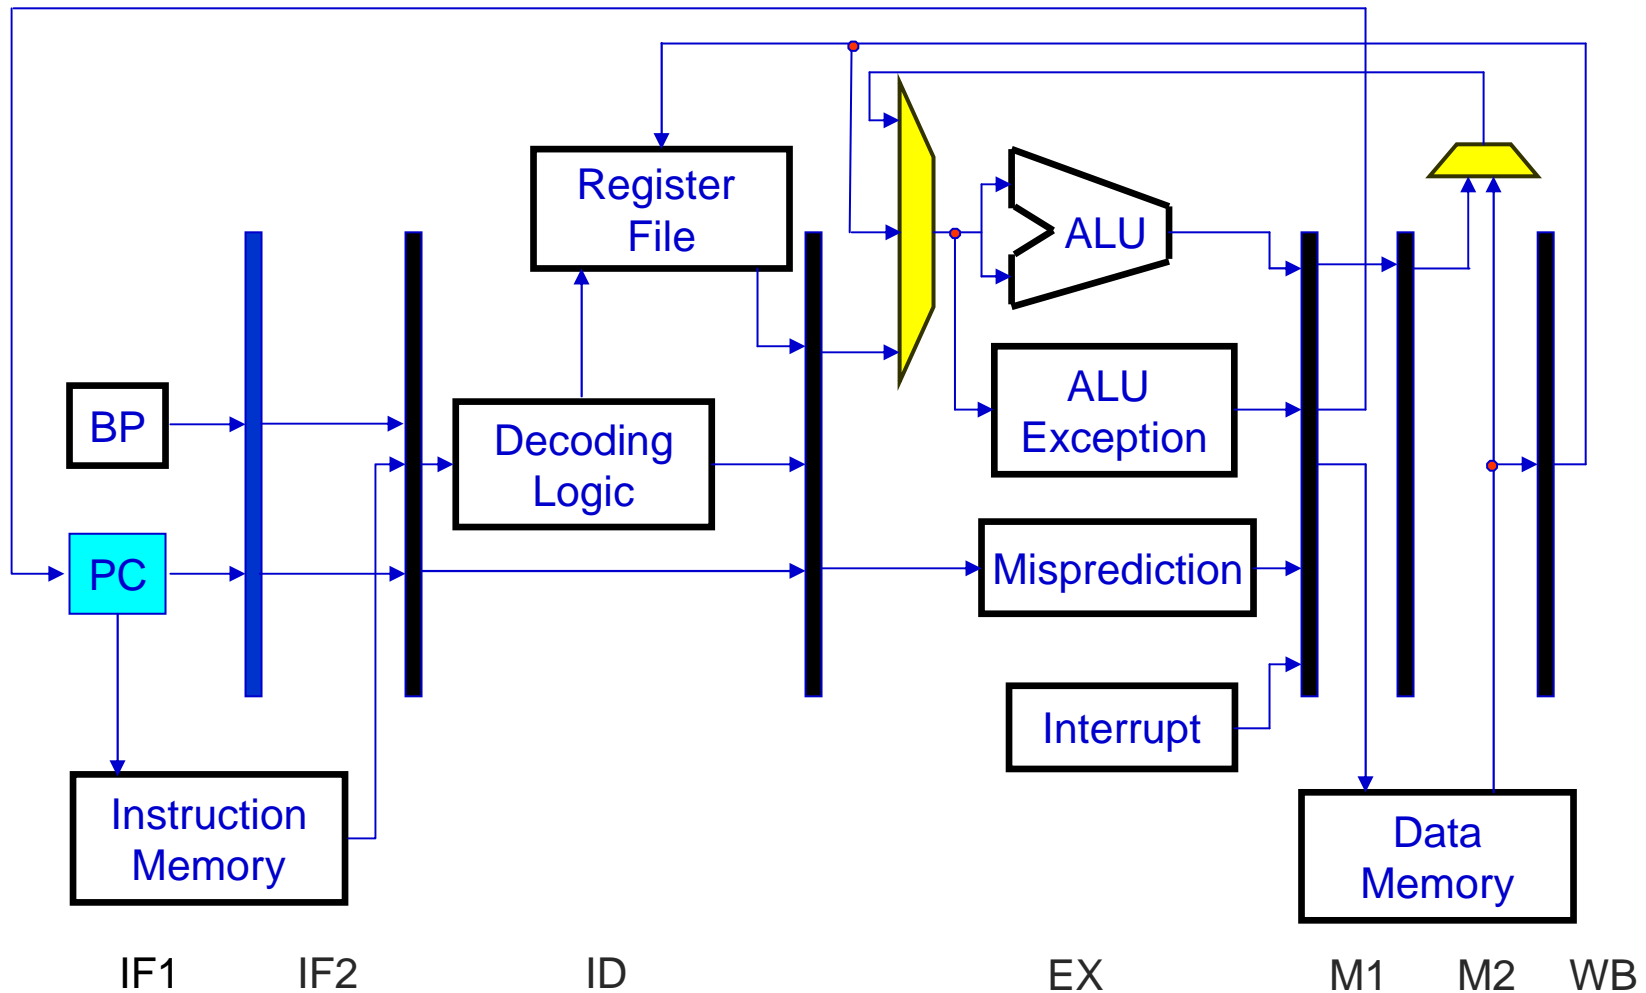 Register
File
ALU
BP
Decoding
Logic
ALU
Exception
PC
Misprediction
Interrupt
Instruction
Memory
Data
Memory
IF1
IF2
ID
EX
M1
M2
WB